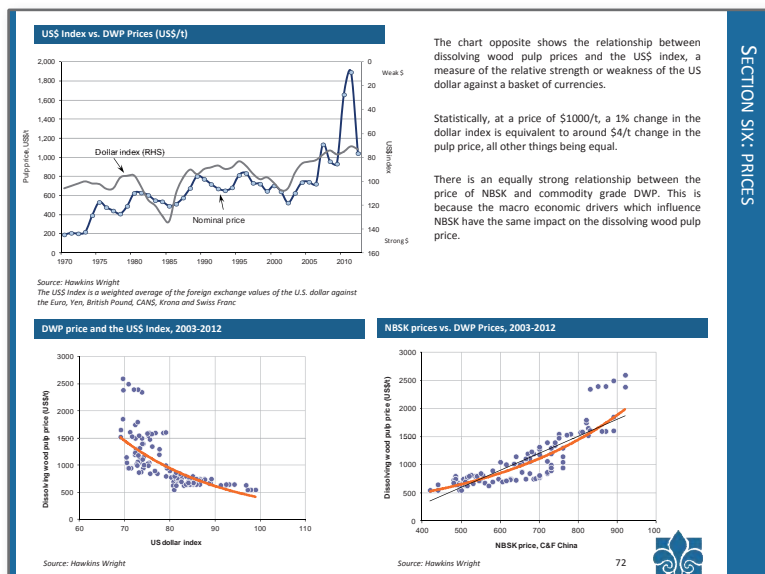 US$ Index vs. DWP Prices (US$/t)
2,000
1,800
1,600
1,400
1,200
1,000
800
600
400
200
0
Pulp price, US$/t
0
20
40
60
80
100
120
140
160
Weak $
US$ index
Strong $
Dollar index (RHS)
Nominal price
1970 1975 1980 1985 1990 1995 2000 2005 2010
Source: Hawkins Wright
The US$ Index is a weighted average of the foreign exchange values of the U.S. dollar against
the Euro, Yen, British Pound, CAN$, Krona and Swiss Franc
The chart opposite shows the relationship between
dissolving wood pulp prices and the US$ index, a
measure of the relative strength or weakness of the US
dollar against a basket of currencies.
Statistically, at a price of $1000/t, a 1% change in the
dollar index is equivalent to around $4/t change in the
pulp price, all other things being equal.
There is an equally strong relationship between the
price of NBSK and commodity grade DWP. This is
because the macro economic drivers which influence
NBSK have the same impact on the dissolving wood pulp
price.
SECTION SIX: PRICES
DWP price and the US$ Index, 2003-2012
3000
2500
2000
1500
1000
500
0
Dissolving wood pulp price (US$/t)
60 70 80 90 100 110
US dollar index
Source: Hawkins Wright
NBSK prices vs. DWP Prices, 2003-2012
3000
2500
2000
1500
1000
500
0
Dissolving wood pulp price (US$/t)
400 500 600 700 800 900 100
NBSK price, C&F China
Source: Hawkins Wright
72